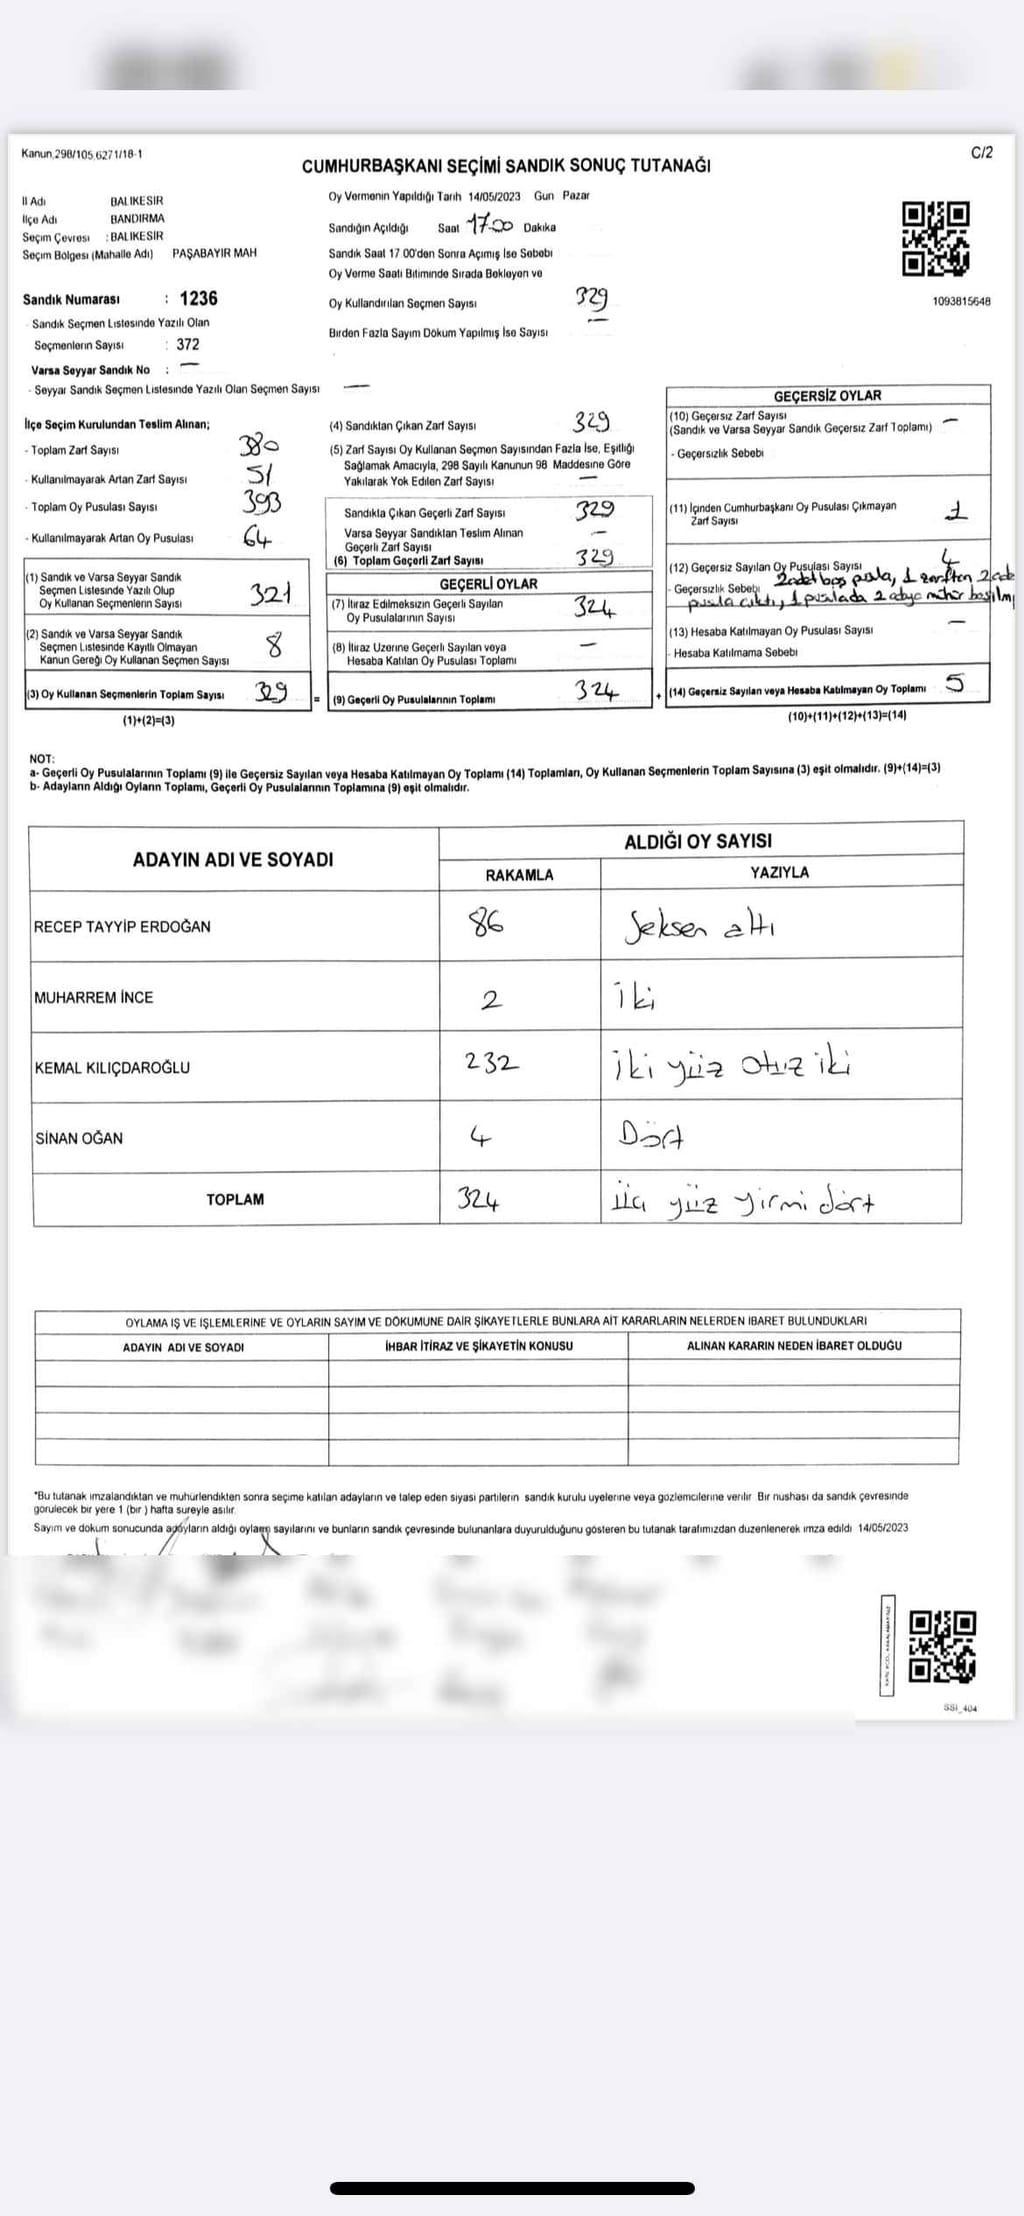 Kanun,298/105,6271/18-1
C/2
CUMHURBAŞKANI SEÇİMİ SANDIK SONUÇ TUTANAĞI
İl Adı BALIKESİR
İlçe Adı BANDIRMA
Seçim Çevresi : BALIKESİR
Seçim Bölgesi (Mahalle Adı) PAŞABAYIR MAH
Sandık Numarası : 1236
- Sandık Seçmen Listesinde Yazılı Olan
Seçmenlerin Sayısı : 372
Varsa Seyyar Sandık No : —
- Seyyar Sandık Seçmen Listesinde Yazılı Olan Seçmen Sayısı —
Oy Vermenin Yapıldığı Tarih 14/05/2023 Gun Pazar
Sandığın Açıldığı Saat 17:00 Dakika
Sandık Saat 17 00'den Sonra Açımış İse Sebebi
Oy Verme Saati Bitiminde Sırada Bekleyen ve
Oy Kullandırılan Seçmen Sayısı 329
Birden Fazla Sayım Döküm Yapılmış İse Sayısı
1093815648
İlçe Seçim Kurulundan Teslim Alınan;
- Toplam Zarf Sayısı 380
- Kullanılmayarak Artan Zarf Sayısı 51
- Toplam Oy Pusulası Sayısı 393
- Kullanılmayarak Artan Oy Pusulası 64
(1) Sandık ve Varsa Seyyar Sandık
Seçmen Listesinde Yazılı Olup
Oy Kullanan Seçmenlerin Sayısı 321
(2) Sandık ve Varsa Seyyar Sandık
Seçmen Listesinde Kayıtlı Olmayan
Kanun Gereği Oy Kullanan Seçmen Sayısı 8
(3) Oy Kullanan Seçmenlerin Toplam Sayısı 329
(1)+(2)=(3)
(4) Sandıktan Çıkan Zarf Sayısı 329
(5) Zarf Sayısı Oy Kullanan Seçmen Sayısından Fazla İse, Eşitliği
Sağlamak Amacıyla, 298 Sayılı Kanunun 98 Maddesine Göre
Yakılarak Yok Edilen Zarf Sayısı —
Sandıkla Çıkan Geçerli Zarf Sayısı 329
Varsa Seyyar Sandıktan Teslim Alınan
Geçerli Zarf Sayısı —
(6) Toplam Geçerli Zarf Sayısı 329
GEÇERLİ OYLAR
(7) İtiraz Edilmeksizin Geçerli Sayılan
Oy Pusulalarının Sayısı 324
(8) İtiraz Uzerine Geçerli Sayılan veya
Hesaba Katılan Oy Pusulası Toplamı —
= (9) Geçerli Oy Pusulalarının Toplamı 324
GEÇERSİZ OYLAR
(10) Geçersiz Zarf Sayısı
(Sandık ve Varsa Seyyar Sandık Geçersiz Zarf Toplamı) —
- Geçersizlik Sebebi
(11) İçinden Cumhurbaşkanı Oy Pusulası Çıkmayan
Zarf Sayısı 1
(12) Geçersiz Sayılan Oy Pusulası Sayısı 4
- Geçersizlik Sebebi 2 adet boş pusla, 1 zarftan 2 ade
pusla çıktı, 1 puslada 2 adaya mühür basılmı
(13) Hesaba Katılmayan Oy Pusulası Sayısı —
- Hesaba Katılmama Sebebi
+ (14) Geçersiz Sayılan veya Hesaba Katılmayan Oy Toplamı 5
(10)+(11)+(12)+(13)=(14)
NOT:
a- Geçerli Oy Pusulalarının Toplamı (9) ile Geçersiz Sayılan veya Hesaba Katılmayan Oy Toplamı (14) Toplamları, Oy Kullanan Seçmenlerin Toplam Sayısına (3) eşit olmalıdır. (9)+(14)=(3)
b- Adayların Aldığı Oyların Toplamı, Geçerli Oy Pusulalarının Toplamına (9) eşit olmalıdır.
ADAYIN ADI VE SOYADI
ALDIĞI OY SAYISI
RAKAMLA YAZIYLA
RECEP TAYYİP ERDOĞAN 86 Seksen altı
MUHARREM İNCE 2 İki
KEMAL KILIÇDAROĞLU 232 İki yüz otuz iki
SİNAN OĞAN 4 Dört
TOPLAM 324 üç yüz yirmi dört
OYLAMA İŞ VE İŞLEMLERİNE VE OYLARIN SAYIM VE DÖKÜMÜNE DAİR ŞİKAYETLERLE BUNLARA AİT KARARLARIN NELERDEN İBARET BULUNDUKLARI
ADAYIN ADI VE SOYADI İHBAR İTİRAZ VE ŞİKAYETİN KONUSU ALINAN KARARIN NEDEN İBARET OLDUĞU
"Bu tutanak imzalandıktan ve muhürlendikten sonra seçime katılan adayların ve talep eden siyasi partilerin sandık kurulu uyelerine veya gozlemcilerine verilir Bir nushası da sandık çevresinde
gorulecek bir yere 1 (bir ) hafta sureyle asılır
Sayım ve dokum sonucunda adayların aldığı oyların sayılarını ve bunların sandık çevresinde bulunanlara duyurulduğunu gösteren bu tutanak tarafımızdan duzenlenerek imza edildi 14/05/2023
SSI_404